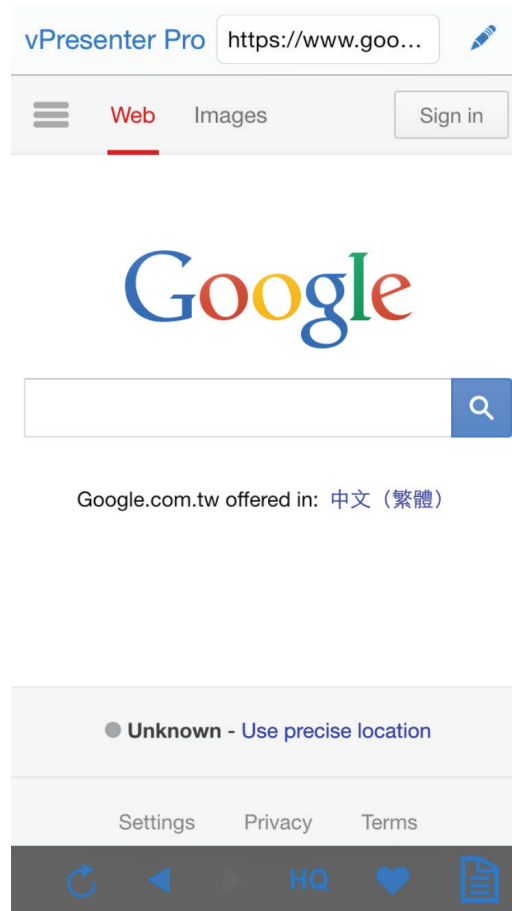 vPresenter Pro https://www.goo...
Web Images Sign in
Google
Google.com.tw offered in: 中文（繁體）
Unknown - Use precise location
Settings Privacy Terms
HQ